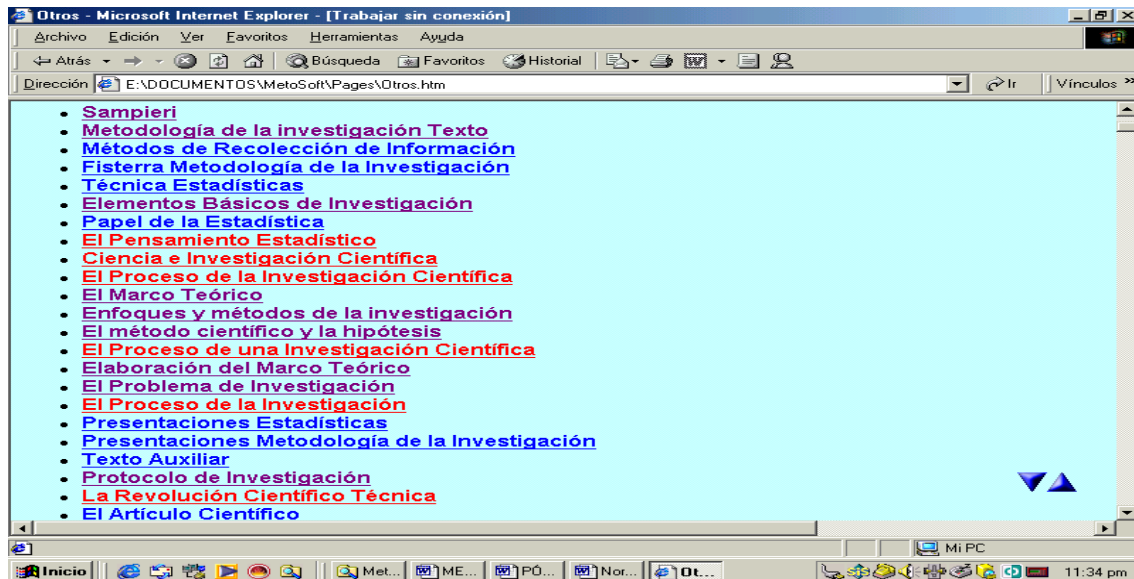 Otros - Microsoft Internet Explorer - [Trabajar sin conexión]
Archivo Edición Ver Favoritos Herramientas Ayuda
Atrás Búsqueda Favoritos Historial
Dirección E:\DOCUMENTOS\MetoSoft\Pages\Otros.htm Ir Vínculos »
Sampieri
Metodología de la investigación Texto
Métodos de Recolección de Información
Fisterra Metodología de la Investigación
Técnica Estadísticas
Elementos Básicos de Investigación
Papel de la Estadística
El Pensamiento Estadístico
Ciencia e Investigación Científica
El Proceso de la Investigación Científica
El Marco Teórico
Enfoques y métodos de la investigación
El método científico y la hipótesis
El Proceso de una Investigación Científica
Elaboración del Marco Teórico
El Problema de Investigación
El Proceso de la Investigación
Presentaciones Estadísticas
Presentaciones Metodología de la Investigación
Texto Auxiliar
Protocolo de Investigación
La Revolución Científico Técnica
El Artículo Científico
Mi PC
Inicio Met... ME... PÓ... Nor... Ot... 11:34 pm